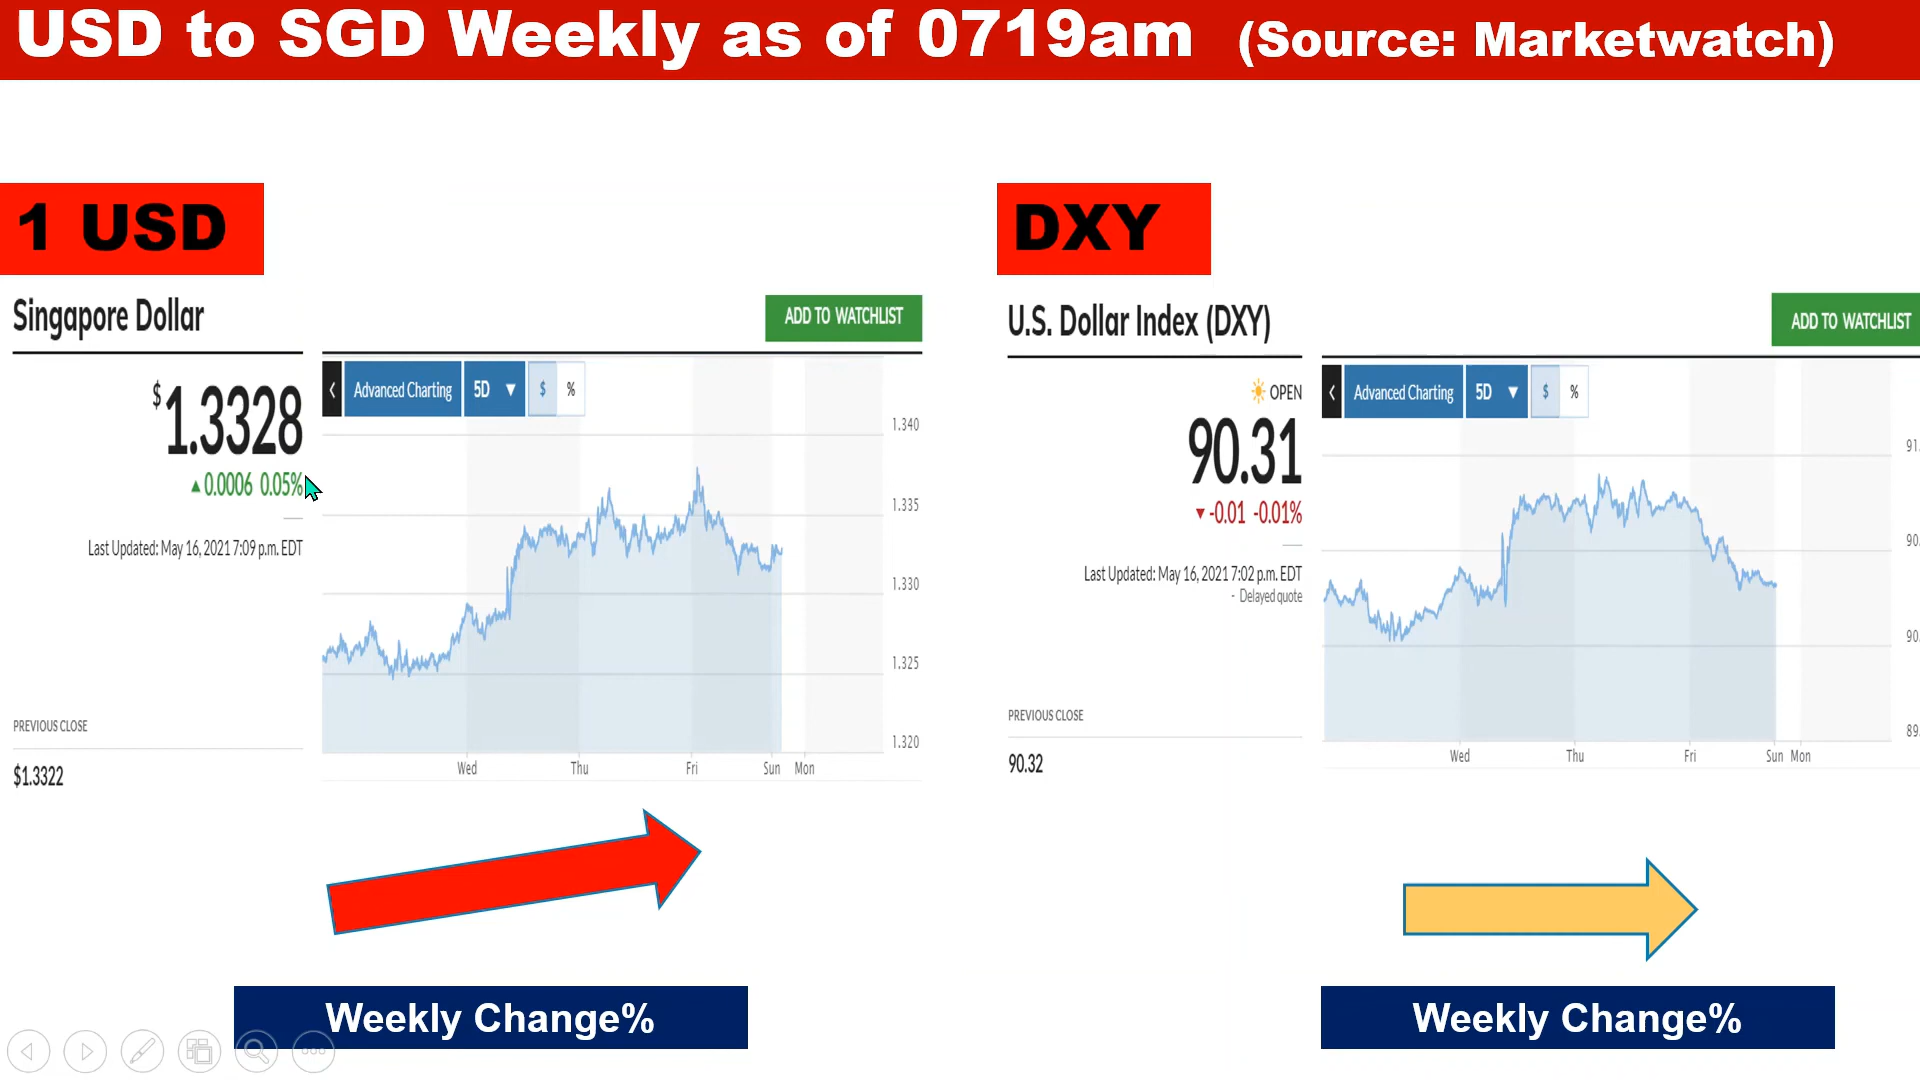 USD to SGD Weekly as of 0719am (Source: Marketwatch)
1 USD
Singapore Dollar
ADD TO WATCHLIST
Advanced Charting
5D
$
%
$1.3328
0.0006 0.05%
Last Updated: May 16, 2021 7:09 p.m. EDT
PREVIOUS CLOSE
$1.3322
1.340
1.335
1.330
1.325
1.320
Wed
Thu
Fri
Sun
Mon
Weekly Change%
DXY
U.S. Dollar Index (DXY)
ADD TO WATCHLIST
Advanced Charting
5D
$
%
OPEN
90.31
-0.01 -0.01%
Last Updated: May 16, 2021 7:02 p.m. EDT
- Delayed quote
PREVIOUS CLOSE
90.32
91.
90.
90.
89.
Wed
Thu
Fri
Sun
Mon
Weekly Change%